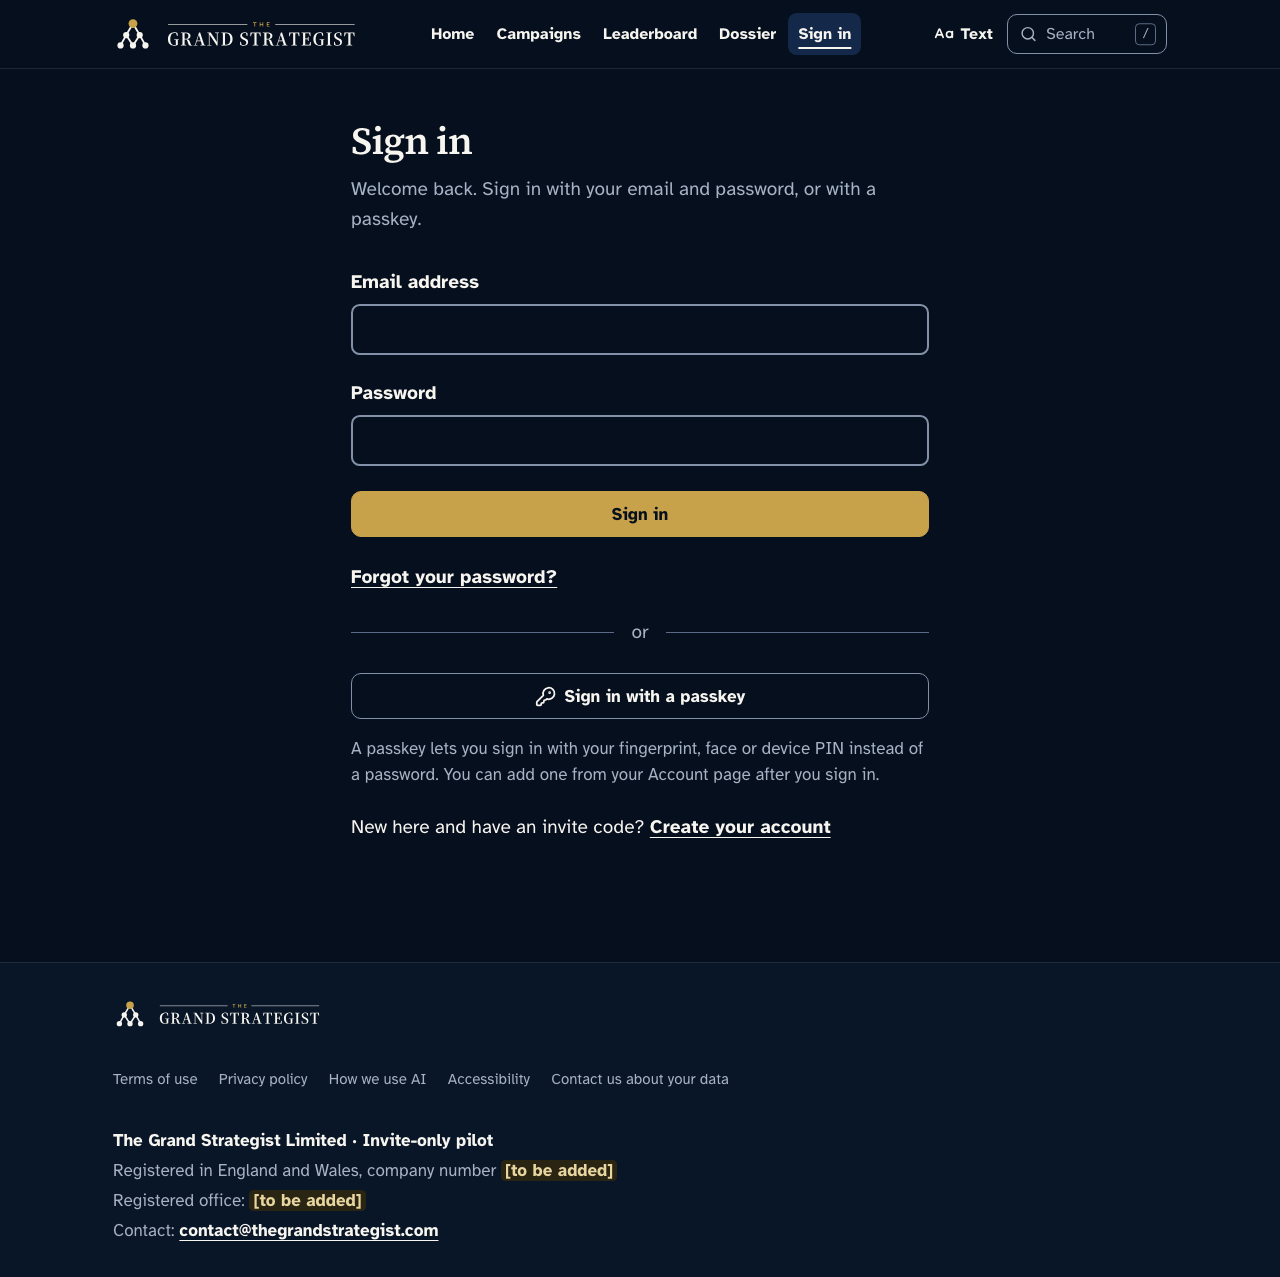 THE
GRAND STRATEGIST
Home
Campaigns
Leaderboard
Dossier
Sign in
Aa Text
Search
/
Sign in
Welcome back. Sign in with your email and password, or with a
passkey.
Email address
Password
Sign in
Forgot your password?
or
Sign in with a passkey
A passkey lets you sign in with your fingerprint, face or device PIN instead of
a password. You can add one from your Account page after you sign in.
New here and have an invite code? Create your account
THE
GRAND STRATEGIST
Terms of use
Privacy policy
How we use AI
Accessibility
Contact us about your data
The Grand Strategist Limited · Invite-only pilot
Registered in England and Wales, company number [to be added]
Registered office: [to be added]
Contact: contact@thegrandstrategist.com